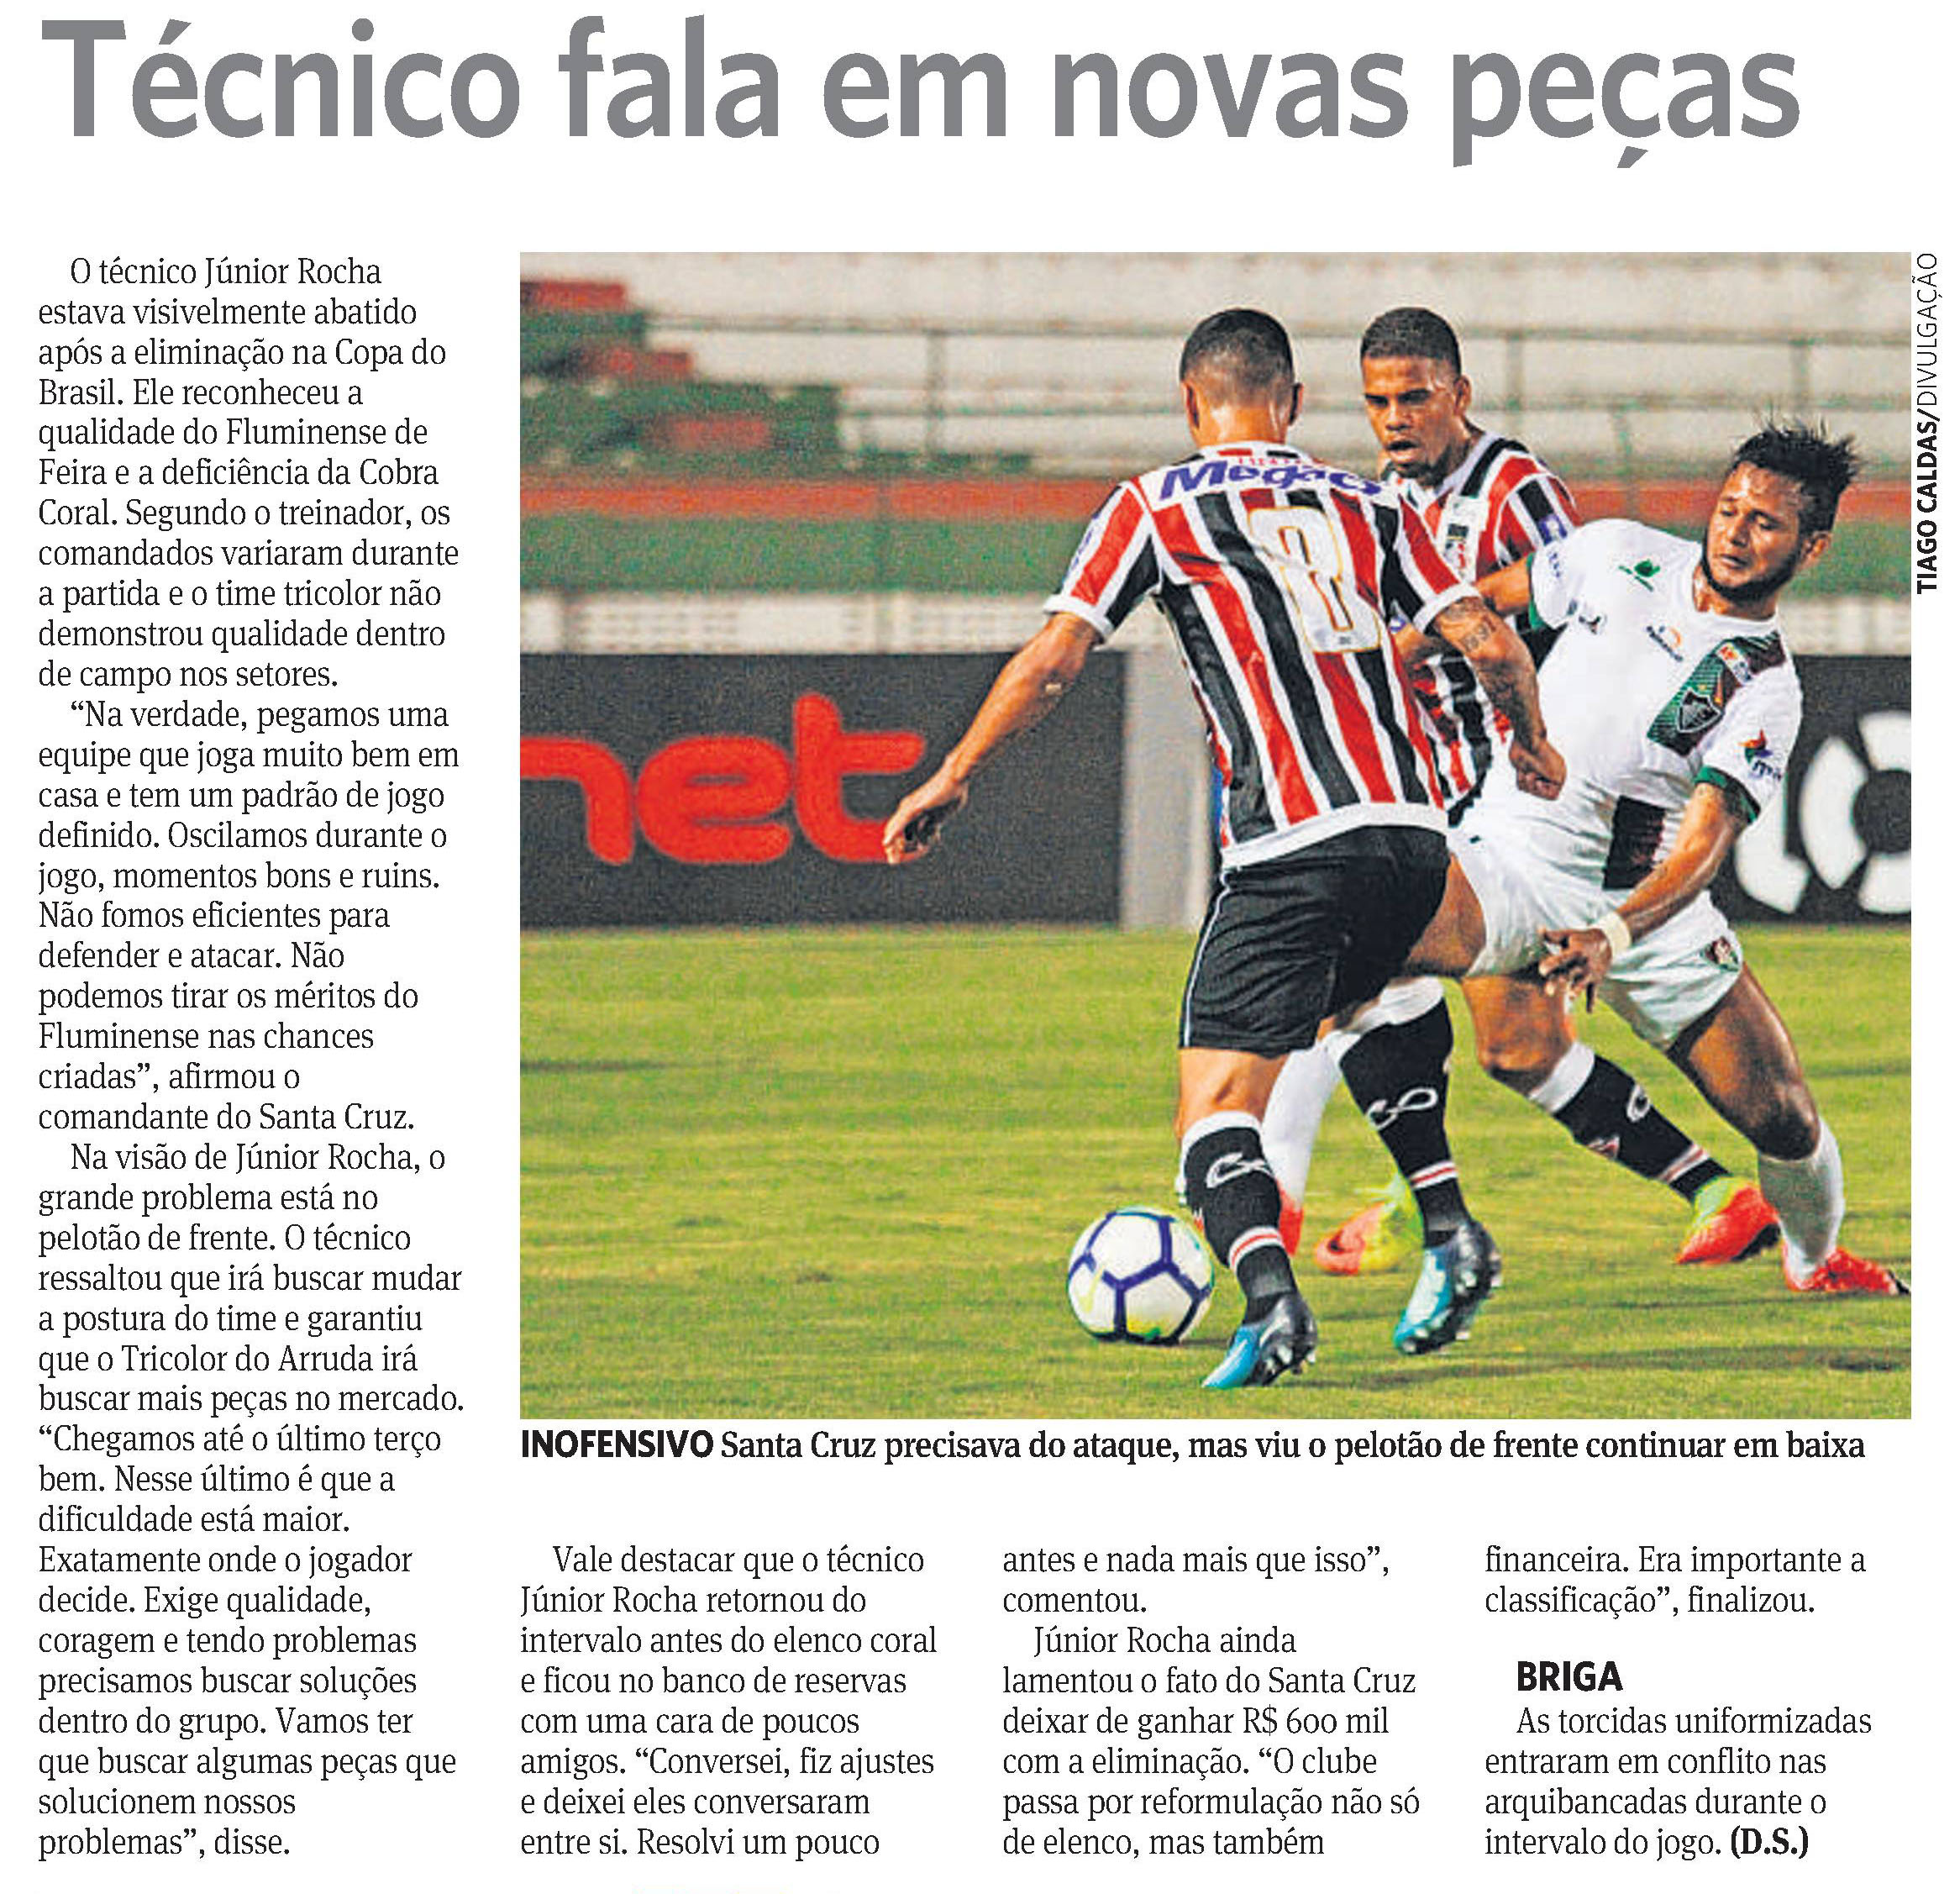 Técnico fala em novas peças
O técnico Júnior Rocha
estava visivelmente abatido
após a eliminação na Copa do
Brasil. Ele reconheceu a
qualidade do Fluminense de
Feira e a deficiência da Cobra
Coral. Segundo o treinador, os
comandados variaram durante
a partida e o time tricolor não
demonstrou qualidade dentro
de campo nos setores.
“Na verdade, pegamos uma
equipe que joga muito bem em
casa e tem um padrão de jogo
definido. Oscilamos durante o
jogo, momentos bons e ruins.
Não fomos eficientes para
defender e atacar. Não
podemos tirar os méritos do
Fluminense nas chances
criadas”, afirmou o
comandante do Santa Cruz.
Na visão de Júnior Rocha, o
grande problema está no
pelotão de frente. O técnico
ressaltou que irá buscar mudar
a postura do time e garantiu
que o Tricolor do Arruda irá
buscar mais peças no mercado.
“Chegamos até o último terço
bem. Nesse último é que a
dificuldade está maior.
Exatamente onde o jogador
decide. Exige qualidade,
coragem e tendo problemas
precisamos buscar soluções
dentro do grupo. Vamos ter
que buscar algumas peças que
solucionem nossos
problemas”, disse.
net
8
TIAGO CALDAS/DIVULGAÇÃO
INOFENSIVO Santa Cruz precisava do ataque, mas viu o pelotão de frente continuar em baixa
Vale destacar que o técnico
Júnior Rocha retornou do
intervalo antes do elenco coral
e ficou no banco de reservas
com uma cara de poucos
amigos. “Conversei, fiz ajustes
e deixei eles conversaram
entre si. Resolvi um pouco
antes e nada mais que isso”,
comentou.
Júnior Rocha ainda
lamentou o fato do Santa Cruz
deixar de ganhar R$ 600 mil
com a eliminação. “O clube
passa por reformulação não só
de elenco, mas também
financeira. Era importante a
classificação”, finalizou.
BRIGA
As torcidas uniformizadas
entraram em conflito nas
arquibancadas durante o
intervalo do jogo. (D.S.)